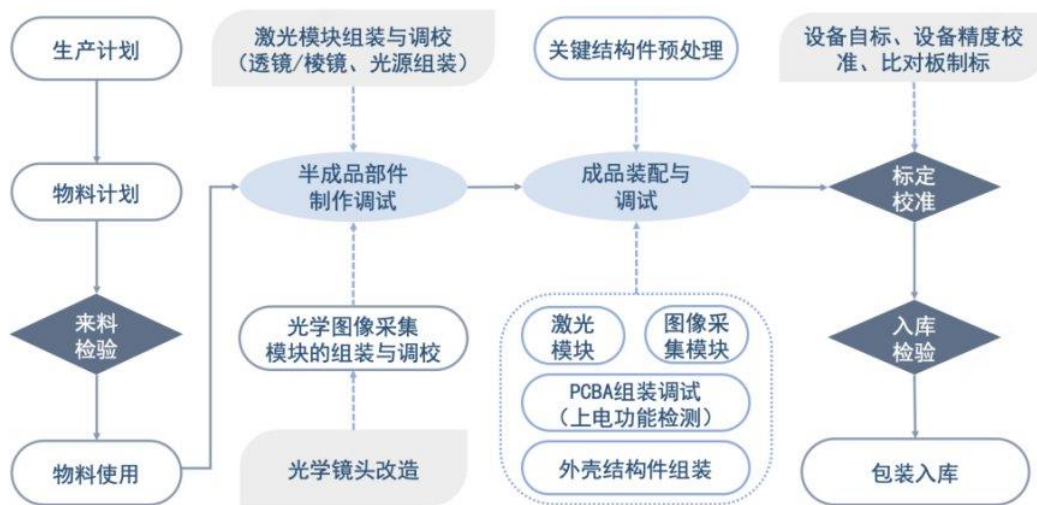 生产计划
激光模块组装与调校
（透镜/棱镜、光源组装）
关键结构件预处理
设备自标、设备精度校
准、比对板制标
物料计划
半成品部件
制作调试
成品装配与
调试
标定
校准
来料
检验
光学图像采集
模块的组装与调校
激光
模块
图像采
集模块
入库
检验
PCBA组装调试
（上电功能检测）
物料使用
光学镜头改造
外壳结构件组装
包装入库